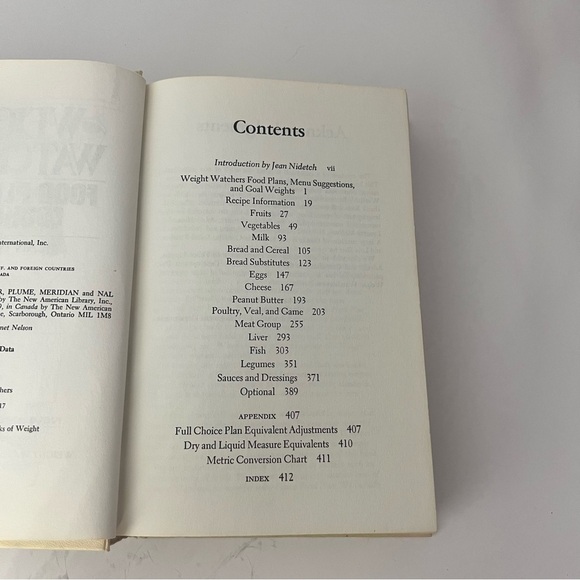 nternational, Inc.
P. AND FOREIGN COUNTRIES
ADA
R, PLUME, MERIDIAN and NAL
by The New American Library, Inc.,
9, in Canada by The New American
e, Scarborough, Ontario M1L 1M8
net Nelson
Data
hers
17
ks of Weight
Contents
Introduction by Jean Nidetch vii
Weight Watchers Food Plans, Menu Suggestions,
and Goal Weights 1
Recipe Information 19
Fruits 27
Vegetables 49
Milk 93
Bread and Cereal 105
Bread Substitutes 123
Eggs 147
Cheese 167
Peanut Butter 193
Poultry, Veal, and Game 203
Meat Group 255
Liver 293
Fish 303
Legumes 351
Sauces and Dressings 371
Optional 389
APPENDIX 407
Full Choice Plan Equivalent Adjustments 407
Dry and Liquid Measure Equivalents 410
Metric Conversion Chart 411
INDEX 412